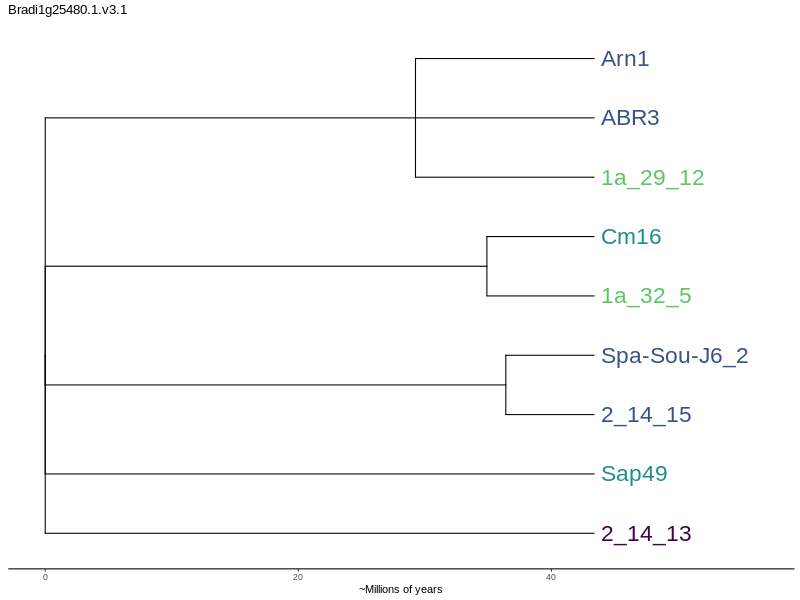 Bradi1g25480.1.v3.1
Arn1
ABR3
1a_29_12
Cm16
1a_32_5
Spa-Sou-J6_2
2_14_15
Sap49
2_14_13
0 20 40
~Millions of years